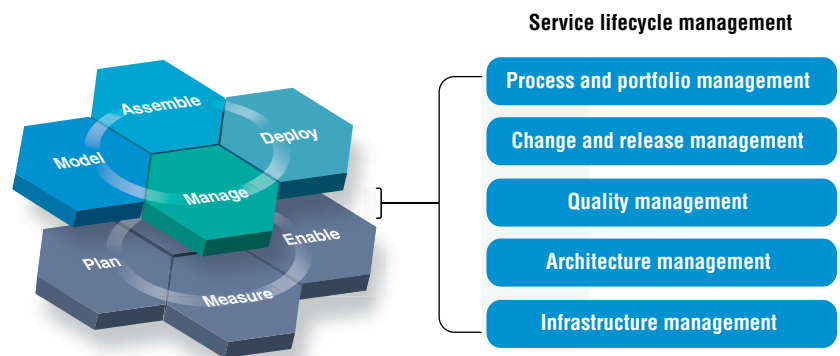 Service lifecycle management
Assemble
Deploy
Model
Manage
Enable
Plan
Measure
Process and portfolio management
Change and release management
Quality management
Architecture management
Infrastructure management